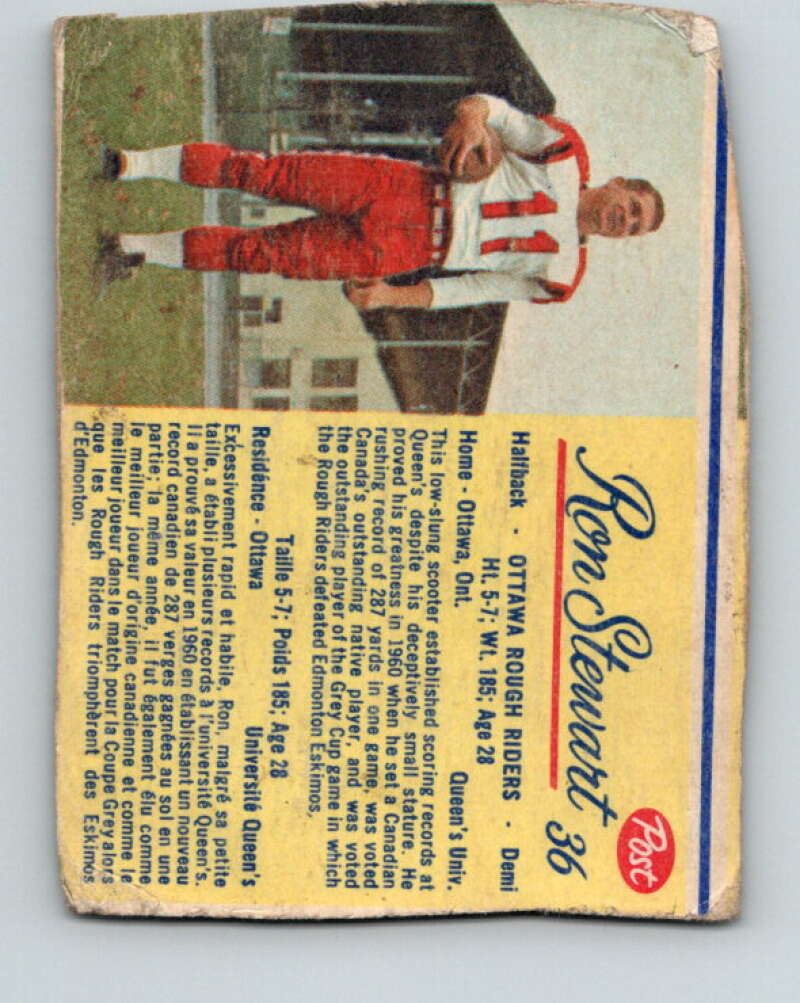 Ron Stewart 36
Post
Halfback · OTTAWA ROUGH RIDERS · Demi
Ht. 5-7; Wt. 185; Age 28
Home - Ottawa, Ont. Queen's Univ.
This low-slung scooter established scoring records at
Queen's despite his deceptively small stature. He
proved his greatness in 1960 when he set a Canadian
rushing record of 287 yards in one game, was voted
Canada's outstanding native player, and was voted
the outstanding player of the Grey Cup game in which
the Rough Riders defeated Edmonton Eskimos.
Taille 5-7; Poids 185; Age 28
Residénce - Ottawa Université Queen's
Excessivement rapid et habile, Ron, malgré sa petite
taille, a établi plusieurs records à l'université Queen's.
Il a prouvé sa valeur en 1960 en établissant un nouveau
record canadien de 287 verges gagnées au sol en une
partie; la même année, il fut également élu comme
le meilleur joueur d'origine canadienne et comme le
meilleur joueur dans le match pour la Coupe Grey alors
que les Rough Riders triomphèrent des Eskimos
d'Edmonton.
11